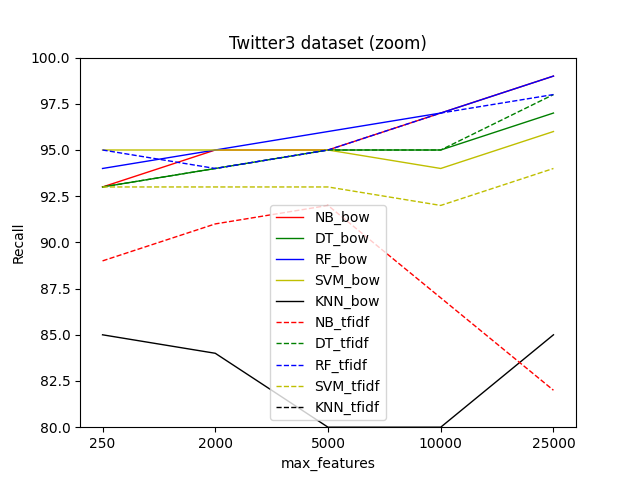 Twitter3 dataset (zoom)
100.0
97.5
95.0
92.5
90.0
87.5
85.0
82.5
80.0
Recall
NB_bow
DT_bow
RF_bow
SVM_bow
KNN_bow
NB_tfidf
DT_tfidf
RF_tfidf
SVM_tfidf
KNN_tfidf
250 2000 5000 10000 25000
max_features